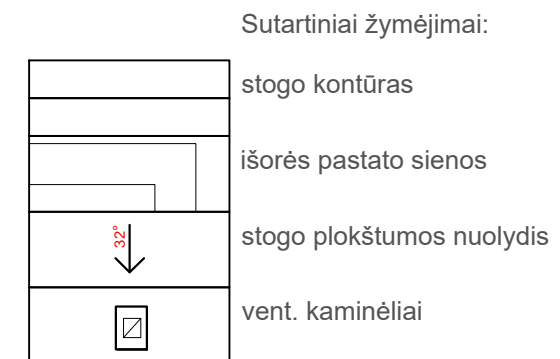 Sutartiniai žymėjimai:
stogo kontūras
išorės pastato sienos
32°
stogo plokštumos nuolydis
vent. kaminėliai